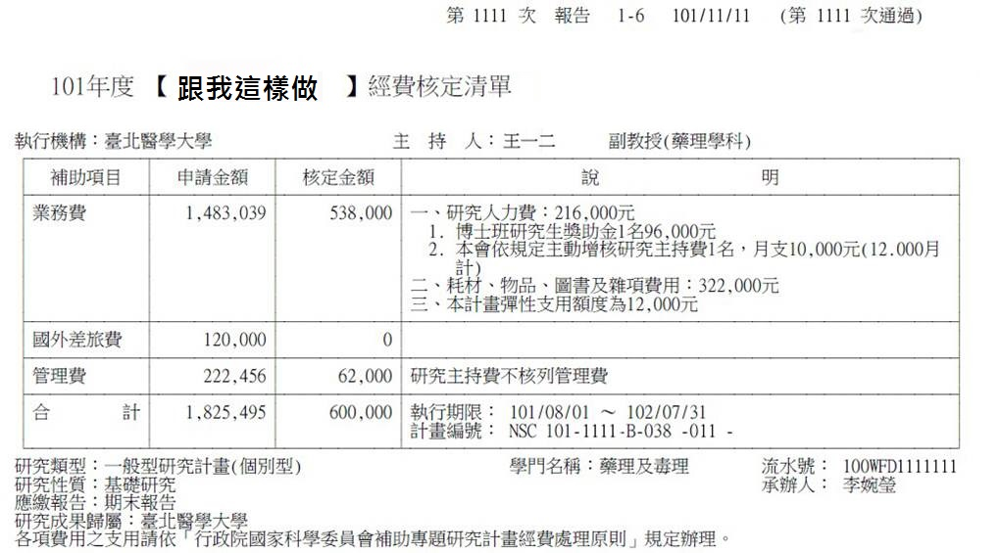 第 1111 次 報告 1-6 101/11/11 (第 1111 次通過)
101年度 【 跟我這樣做 】經費核定清單
執行機構：臺北醫學大學 主 持 人：王一二 副教授(藥理學科)
補助項目 申請金額 核定金額 說 明
業務費 1,483,039 538,000 一、研究人力費：216,000元
1. 博士班研究生獎助金1名96,000元
2. 本會依規定主動增核研究主持費1名，月支10,000元(12.000月
計)
二、耗材、物品、圖書及雜項費用：322,000元
三、本計畫彈性支用額度為12,000元
國外差旅費 120,000 0
管理費 222,456 62,000 研究主持費不核列管理費
合 計 1,825,495 600,000 執行期限： 101/08/01 ～ 102/07/31
計畫編號： NSC 101-1111-B-038 -011 -
研究類型：一般型研究計畫(個別型) 學門名稱：藥理及毒理 流水號： 100WFD1111111
研究性質：基礎研究 承辦人： 李婉瑩
應繳報告：期末報告
研究成果歸屬：臺北醫學大學
各項費用之支用請依「行政院國家科學委員會補助專題研究計畫經費處理原則」規定辦理。